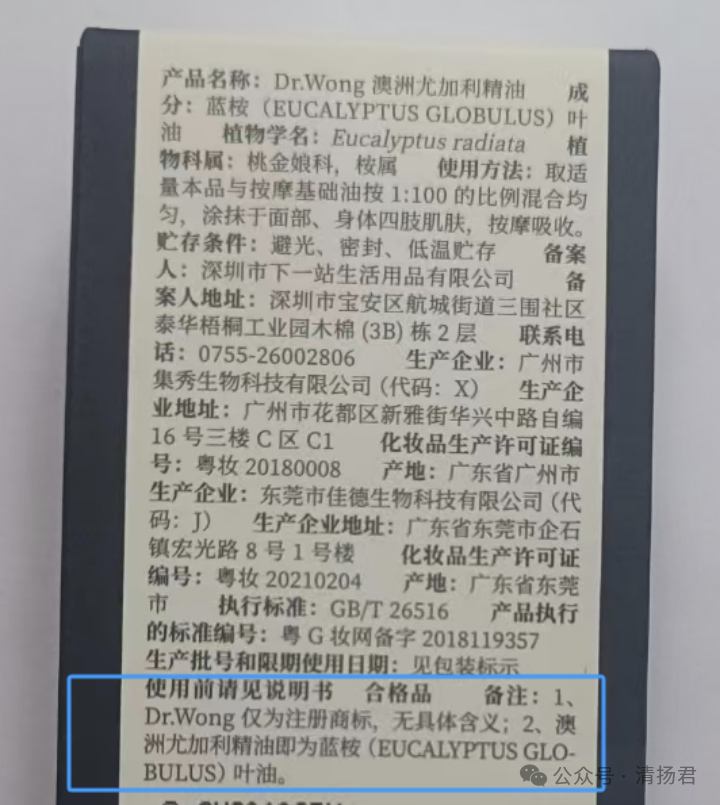 产品名称：Dr.Wong 澳洲尤加利精油 成
分：蓝桉（EUCALYPTUS GLOBULUS）叶
油 植物学名：Eucalyptus radiata 植
物科属：桃金娘科，桉属 使用方法：取适
量本品与按摩基础油按 1:100 的比例混合均
匀，涂抹于面部、身体四肢肌肤，按摩吸收。
贮存条件：避光、密封、低温贮存 备案
人：深圳市下一站生活用品有限公司 备
案人地址：深圳市宝安区航城街道三围社区
泰华梧桐工业园木棉 (3B) 栋 2 层 联系电
话：0755-26002806 生产企业：广州市
集秀生物科技有限公司（代码：X） 生产企
业地址：广州市花都区新雅街华兴中路自编
16 号三楼 C 区 C1 化妆品生产许可证编
号：粤妆 20180008 产地：广东省广州市
生产企业：东莞市佳德生物科技有限公司（代
码：J） 生产企业地址：广东省东莞市企石
镇宏光路 8 号 1 号楼 化妆品生产许可证
编号：粤妆 20210204 产地：广东省东莞
市 执行标准：GB/T 26516 产品执行
的标准编号：粤 G 妆网备字 2018119357
生产批号和限期使用日期：见包装标示
使用前请见说明书 合格品 备注：1、
Dr.Wong 仅为注册商标，无具体含义；2、澳
洲尤加利精油即为蓝桉（EUCALYPTUS GLO-
BULUS）叶油。
公众号·清扬君